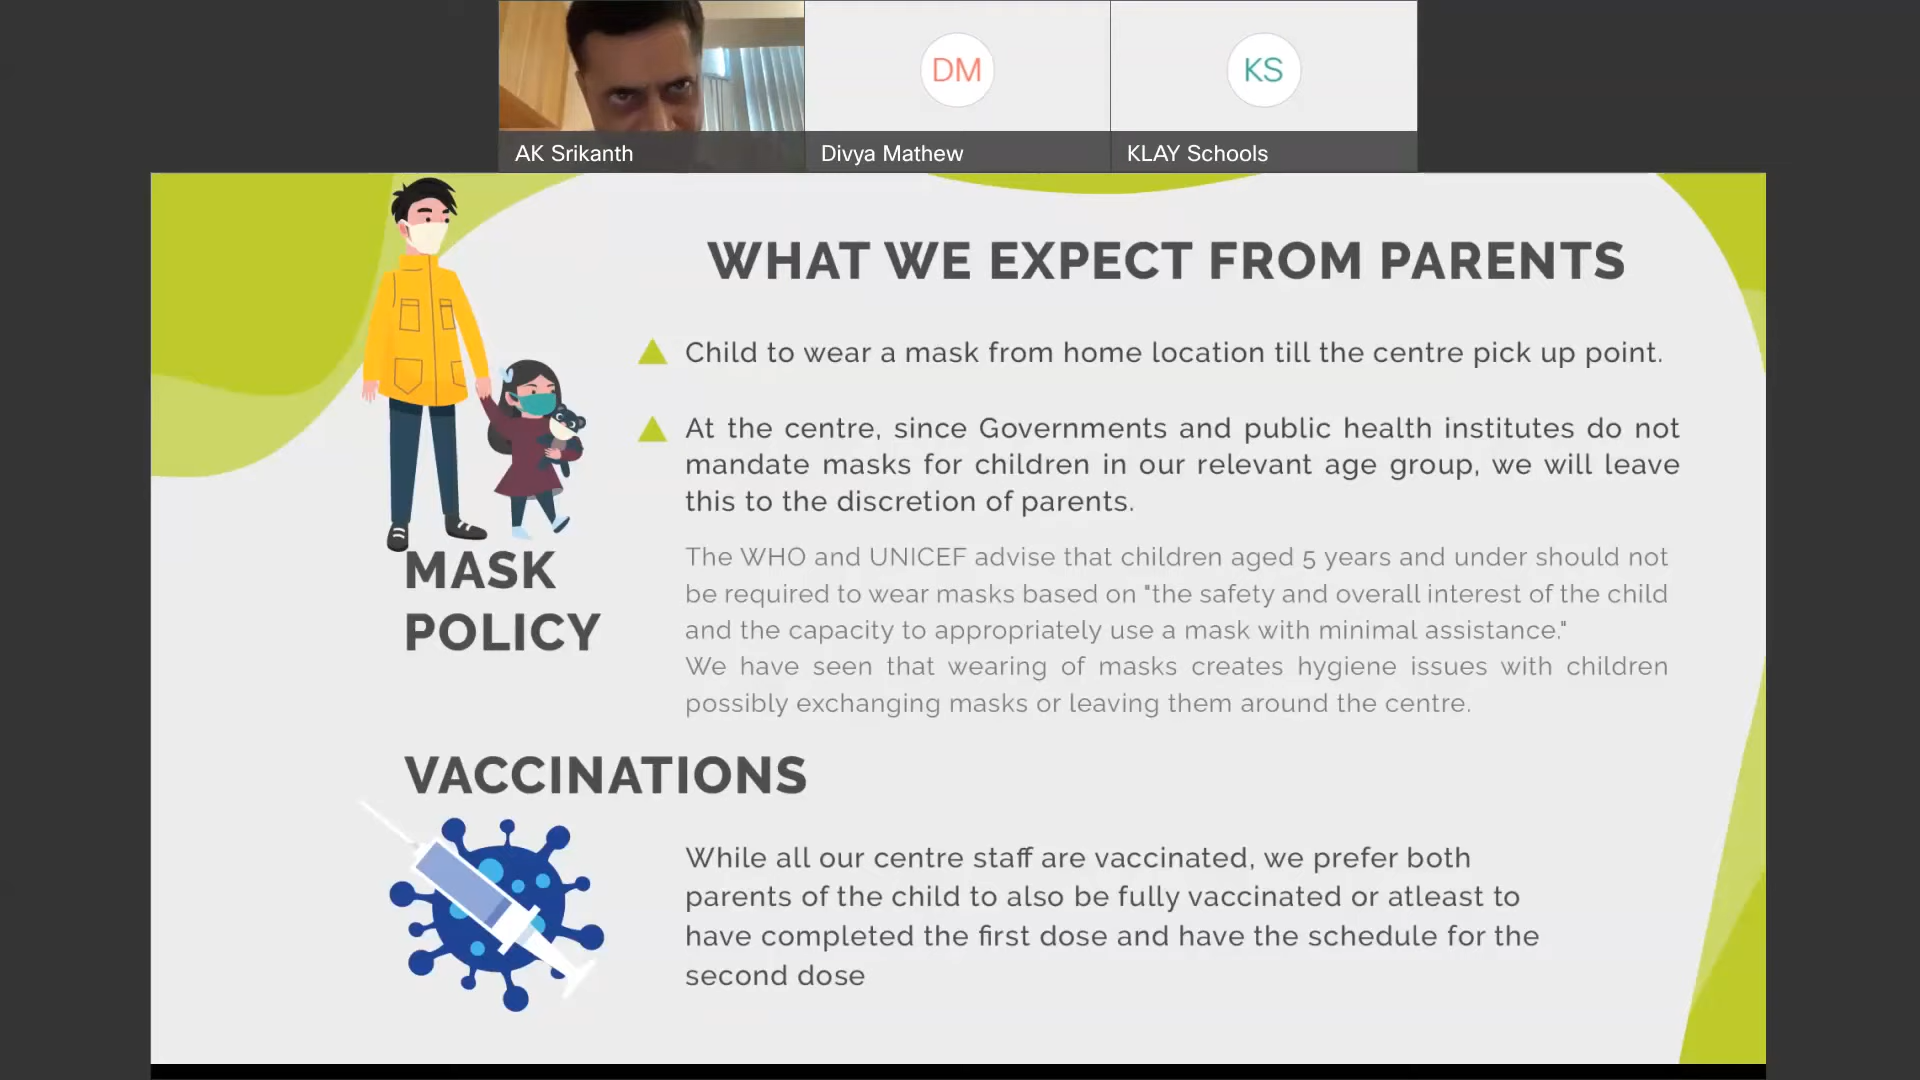 DM
KS
AK Srikanth
Divya Mathew
KLAY Schools
WHAT WE EXPECT FROM PARENTS
Child to wear a mask from home location till the centre pick up point.
At the centre, since Governments and public health institutes do not
mandate masks for children in our relevant age group, we will leave
this to the discretion of parents.
MASK
POLICY
The WHO and UNICEF advise that children aged 5 years and under should not
be required to wear masks based on "the safety and overall interest of the child
and the capacity to appropriately use a mask with minimal assistance."
We have seen that wearing of masks creates hygiene issues with children
possibly exchanging masks or leaving them around the centre.
VACCINATIONS
While all our centre staff are vaccinated, we prefer both
parents of the child to also be fully vaccinated or atleast to
have completed the first dose and have the schedule for the
second dose